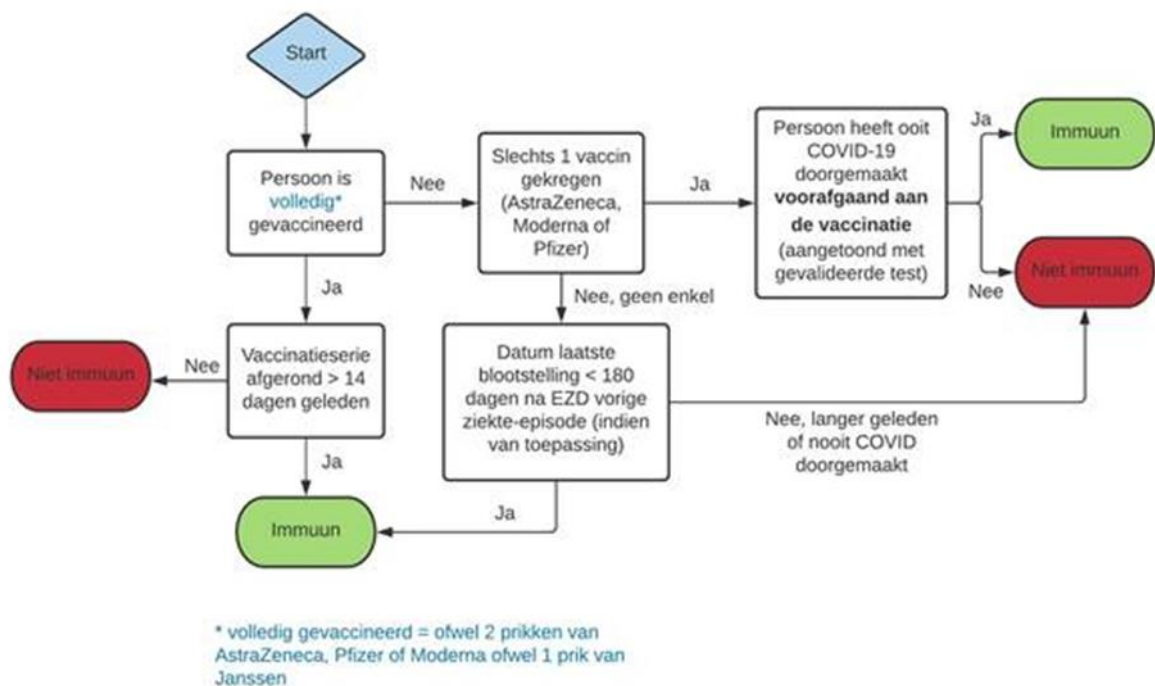 Start
Persoon is
volledig*
gevaccineerd
Nee
Slechts 1 vaccin
gekregen
(AstraZeneca,
Moderna of
Pfizer)
Ja
Persoon heeft ooit
COVID-19
doorgemaakt
voorafgaand aan
de vaccinatie
(aangetoond met
gevalideerde test)
Ja
Immuun
Nee
Niet immuun
Ja
Nee, geen enkel
Vaccinatieserie
afgerond > 14
dagen geleden
Nee
Niet immuun
Datum laatste
blootstelling < 180
dagen na EZD vorige
ziekte-episode (indien
van toepassing)
Nee, langer geleden
of nooit COVID
doorgemaakt
Ja
Ja
Immuun
* volledig gevaccineerd = ofwel 2 prikken van
AstraZeneca, Pfizer of Moderna ofwel 1 prik van
Janssen